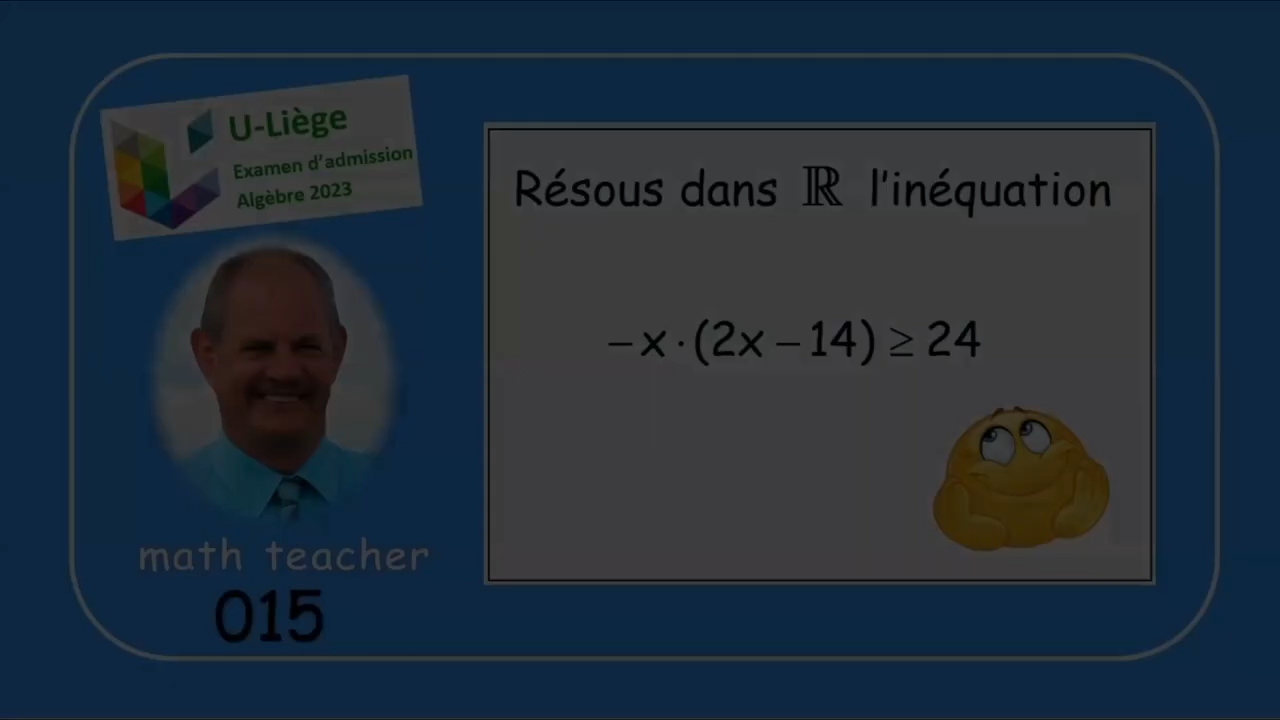 U-Liège
Examen d'admission
Algèbre 2023
math teacher
015
Résous dans ℝ l'inéquation
−x·(2x−14)≥24